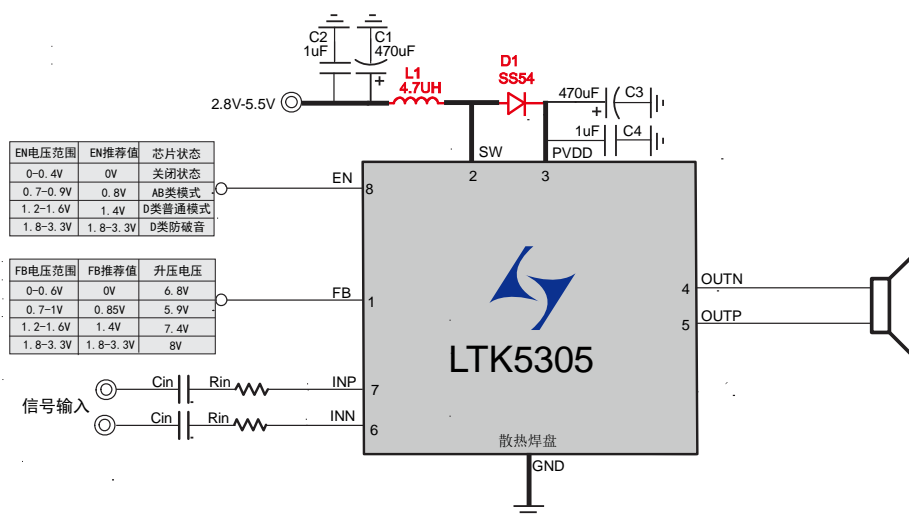 C2
1uF
C1
470uF
+
L1
4.7UH
D1
SS54
2.8V-5.5V
470uF
+
C3
1uF
C4
SW
2
PVDD
3
EN电压范围 EN推荐值 芯片状态
0-0.4V 0V 关闭状态
0.7-0.9V 0.8V AB类模式
1.2-1.6V 1.4V D类普通模式
1.8-3.3V 1.8-3.3V D类防破音
EN
8
FB电压范围 FB推荐值 升压电压
0-0.6V 0V 6.8V
0.7-1V 0.85V 5.9V
1.2-1.6V 1.4V 7.4V
1.8-3.3V 1.8-3.3V 8V
FB
1
4
OUTN
5
OUTP
LTK5305
信号输入
Cin Rin INP
7
Cin Rin INN
6
散热焊盘
GND